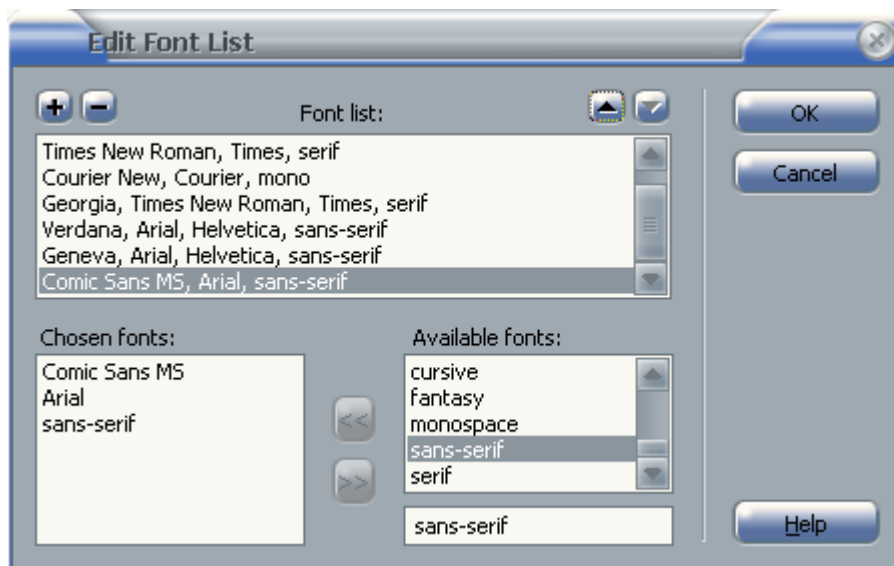 Edit Font List
Font list:
OK
Times New Roman, Times, serif
Courier New, Courier, mono
Georgia, Times New Roman, Times, serif
Verdana, Arial, Helvetica, sans-serif
Geneva, Arial, Helvetica, sans-serif
Comic Sans MS, Arial, sans-serif
Cancel
Chosen fonts:
Comic Sans MS
Arial
sans-serif
<<
>>
Available fonts:
cursive
fantasy
monospace
sans-serif
serif
sans-serif
Help